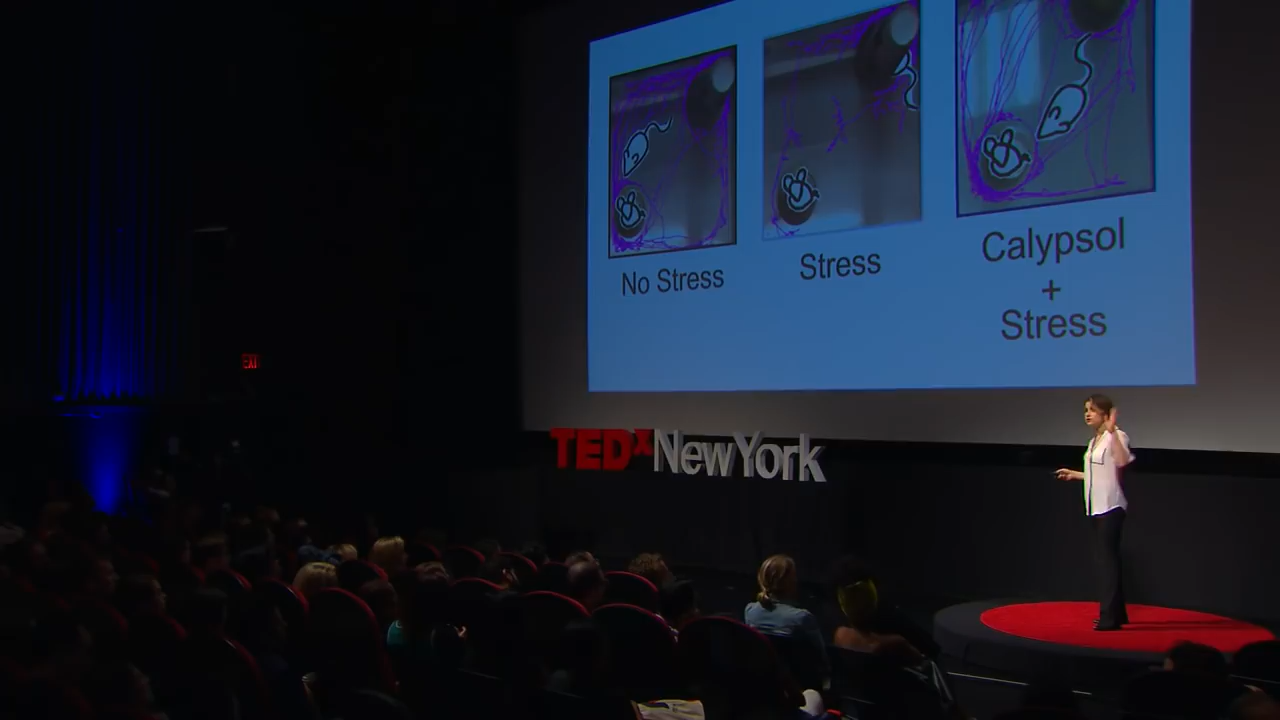 No Stress
Stress
Calypsol
+
Stress
EXIT
TEDxNewYork